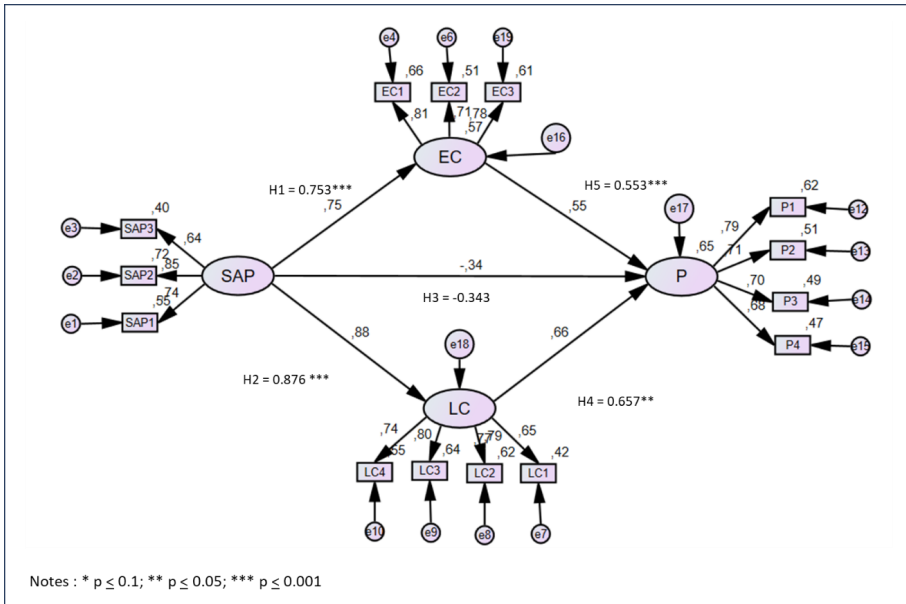 e4
e6
e19
,66
,51
,61
EC1
EC2
EC3
,81
,71
,78
,57
e16
EC
H1 = 0.753***
,75
H5 = 0.553***
,55
e17
,62
P1
e12
,79
,40
e3
SAP3
,64
,72
,85
e2
SAP2
SAP
,74
,55
e1
SAP1
-,34
H3 = -0.343
,65
P
,71
,51
P2
e13
,70
,49
P3
e14
,68
,47
P4
e15
,88
H2 = 0.876 ***
e18
,66
H4 = 0.657**
LC
,74
,80
,77
,79
,65
,55
,64
,62
,42
LC4
LC3
LC2
LC1
e10
e9
e8
e7
Notes : * p ≤ 0.1; ** p ≤ 0.05; *** p ≤ 0.001